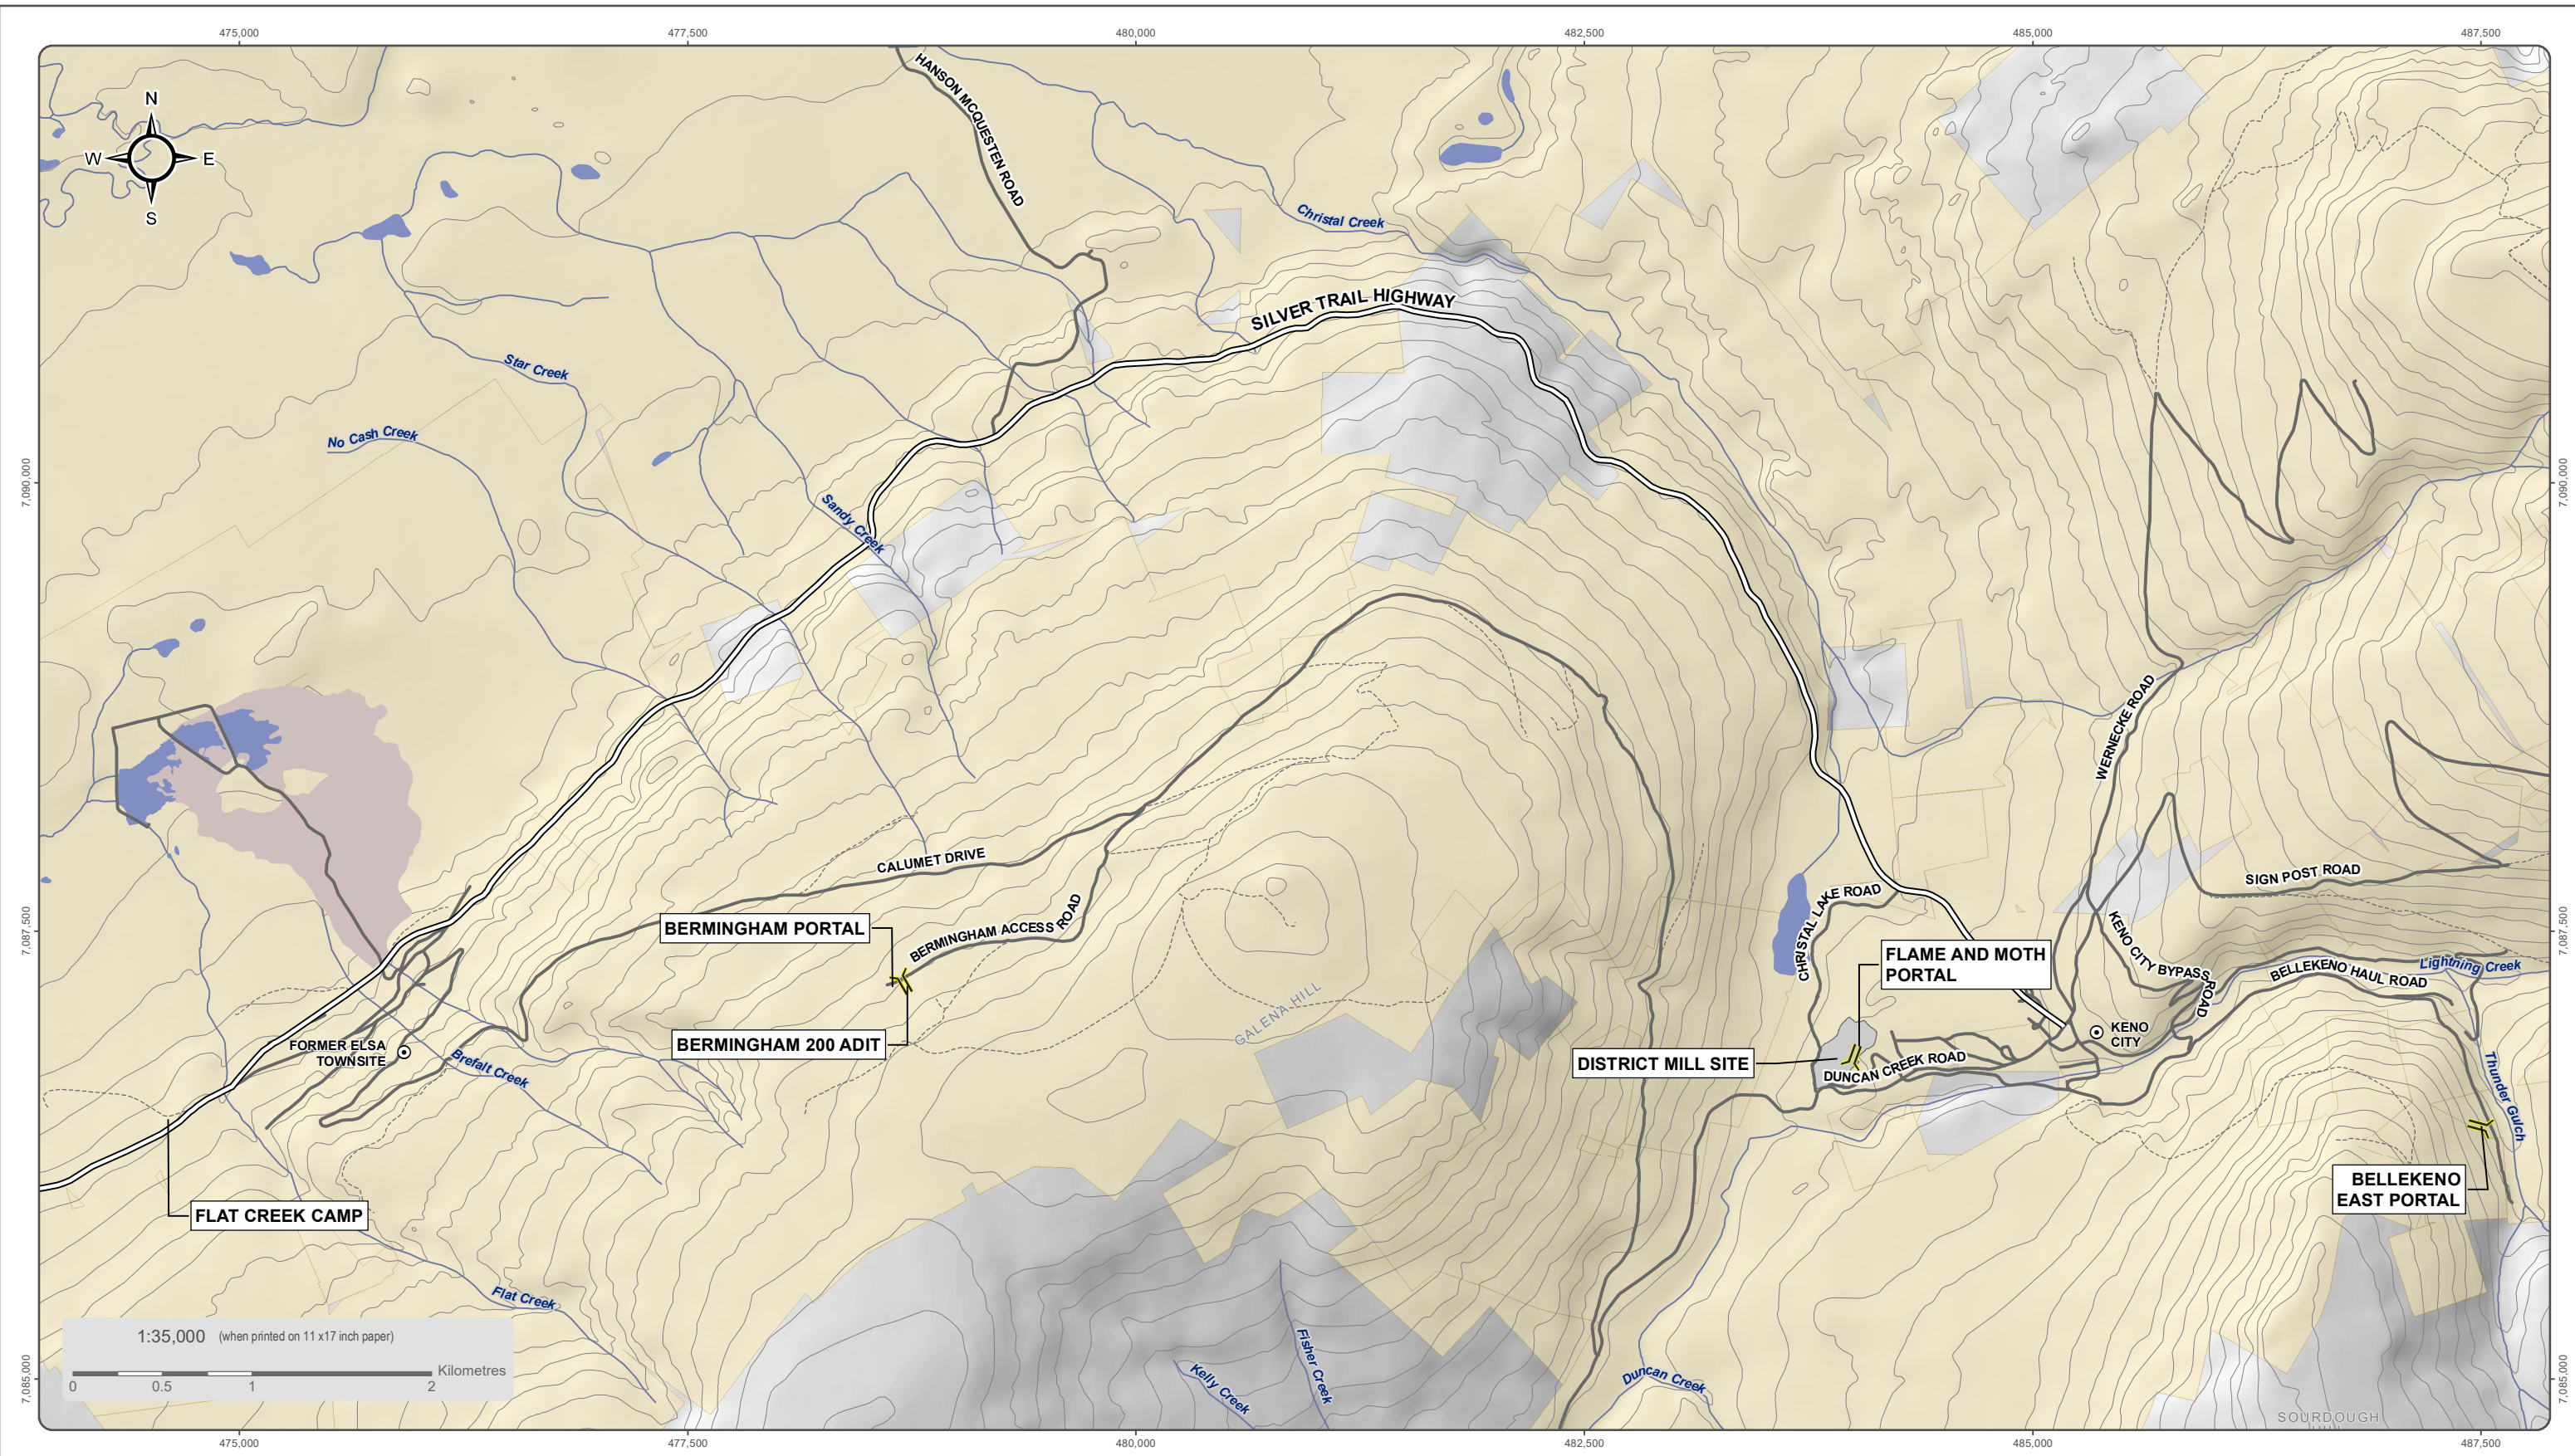 475,000
477,500
480,000
482,500
485,000
487,500
N
W
E
S
HANSON MCQUESTEN ROAD
Christal Creek
SILVER TRAIL HIGHWAY
Star Creek
No Cash Creek
7,090,000
7,090,000
Sandy Creek
WERNECKE ROAD
CALUMET DRIVE
SIGN POST ROAD
CHRISTAL LAKE ROAD
7,087,500
7,087,500
BERMINGHAM PORTAL
BERMINGHAM ACCESS ROAD
KENO CITY BYPASS ROAD
FLAME AND MOTH
PORTAL
BELLEKENO HAUL ROAD
Lightning Creek
GALENA HILL
BERMINGHAM 200 ADIT
FORMER ELSA
TOWNSITE
Brefalt Creek
DISTRICT MILL SITE
DUNCAN CREEK ROAD
KENO
CITY
Thunder Gulch
BELLEKENO
EAST PORTAL
FLAT CREEK CAMP
Flat Creek
1:35,000 (when printed on 11 x17 inch paper)
Kilometres
0
0.5
1
2
Kelly Creek
Fisher Creek
Duncan Creek
7,085,000
7,085,000
SOURDOUGH
475,000
477,500
480,000
482,500
485,000
487,500